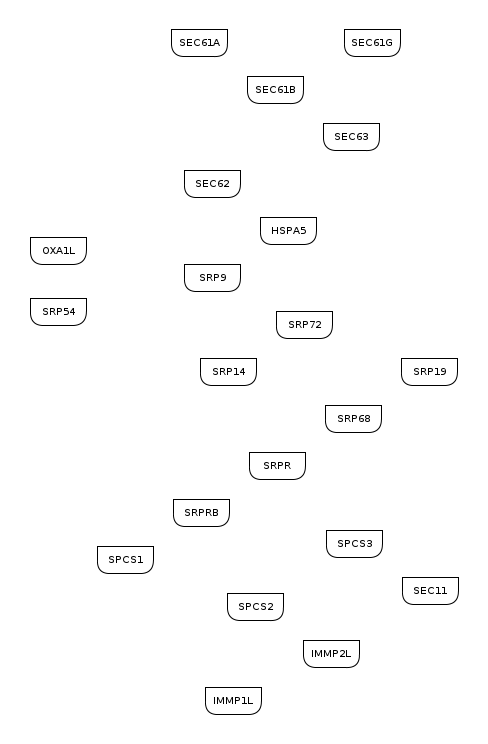 SEC61A
SEC61G
SEC61B
SEC63
SEC62
HSPA5
OXA1L
SRP9
SRP54
SRP72
SRP14
SRP19
SRP68
SRPR
SRPRB
SPCS3
SPCS1
SEC11
SPCS2
IMMP2L
IMMP1L